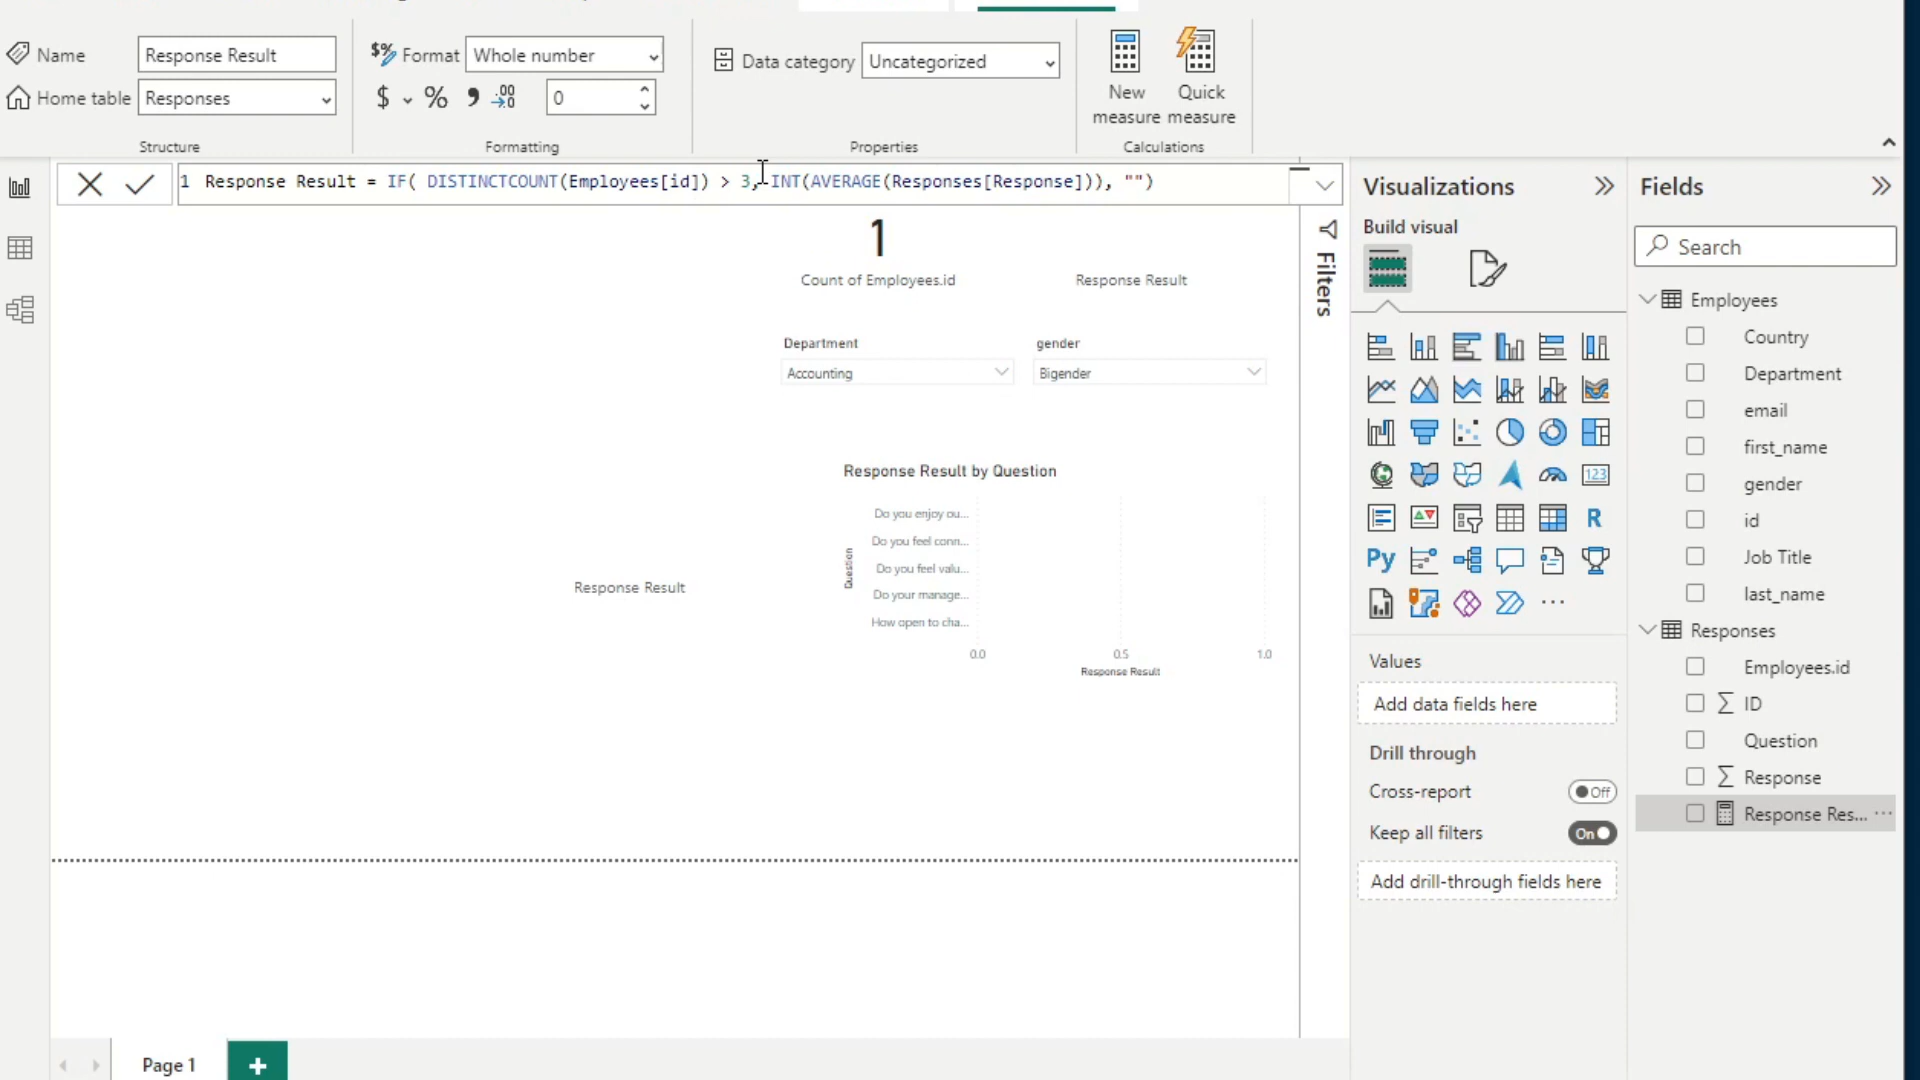 Name
Response Result
Format
Whole number
Data category
Uncategorized
Home table
Responses
$ % 0
New measure
Quick measure
Structure
Formatting
Properties
Calculations
1 Response Result = IF( DISTINCTCOUNT(Employees[id]) > 3, INT(AVERAGE(Responses[Response])), "")
1
Count of Employees.id
Response Result
Department
Accounting
gender
Bigender
Response Result by Question
Question
Do you enjoy ou...
Do you feel conn...
Do you feel valu...
Do your manage...
How open to cha...
0.0 0.5 1.0
Response Result
Response Result
Filters
Visualizations
Build visual
123
R
Py
Values
Add data fields here
Drill through
Cross-report
Off
Keep all filters
On
Add drill-through fields here
Fields
Search
Employees
Country
Department
email
first_name
gender
id
Job Title
last_name
Responses
Employees.id
ID
Question
Response
Response Res...
Page 1